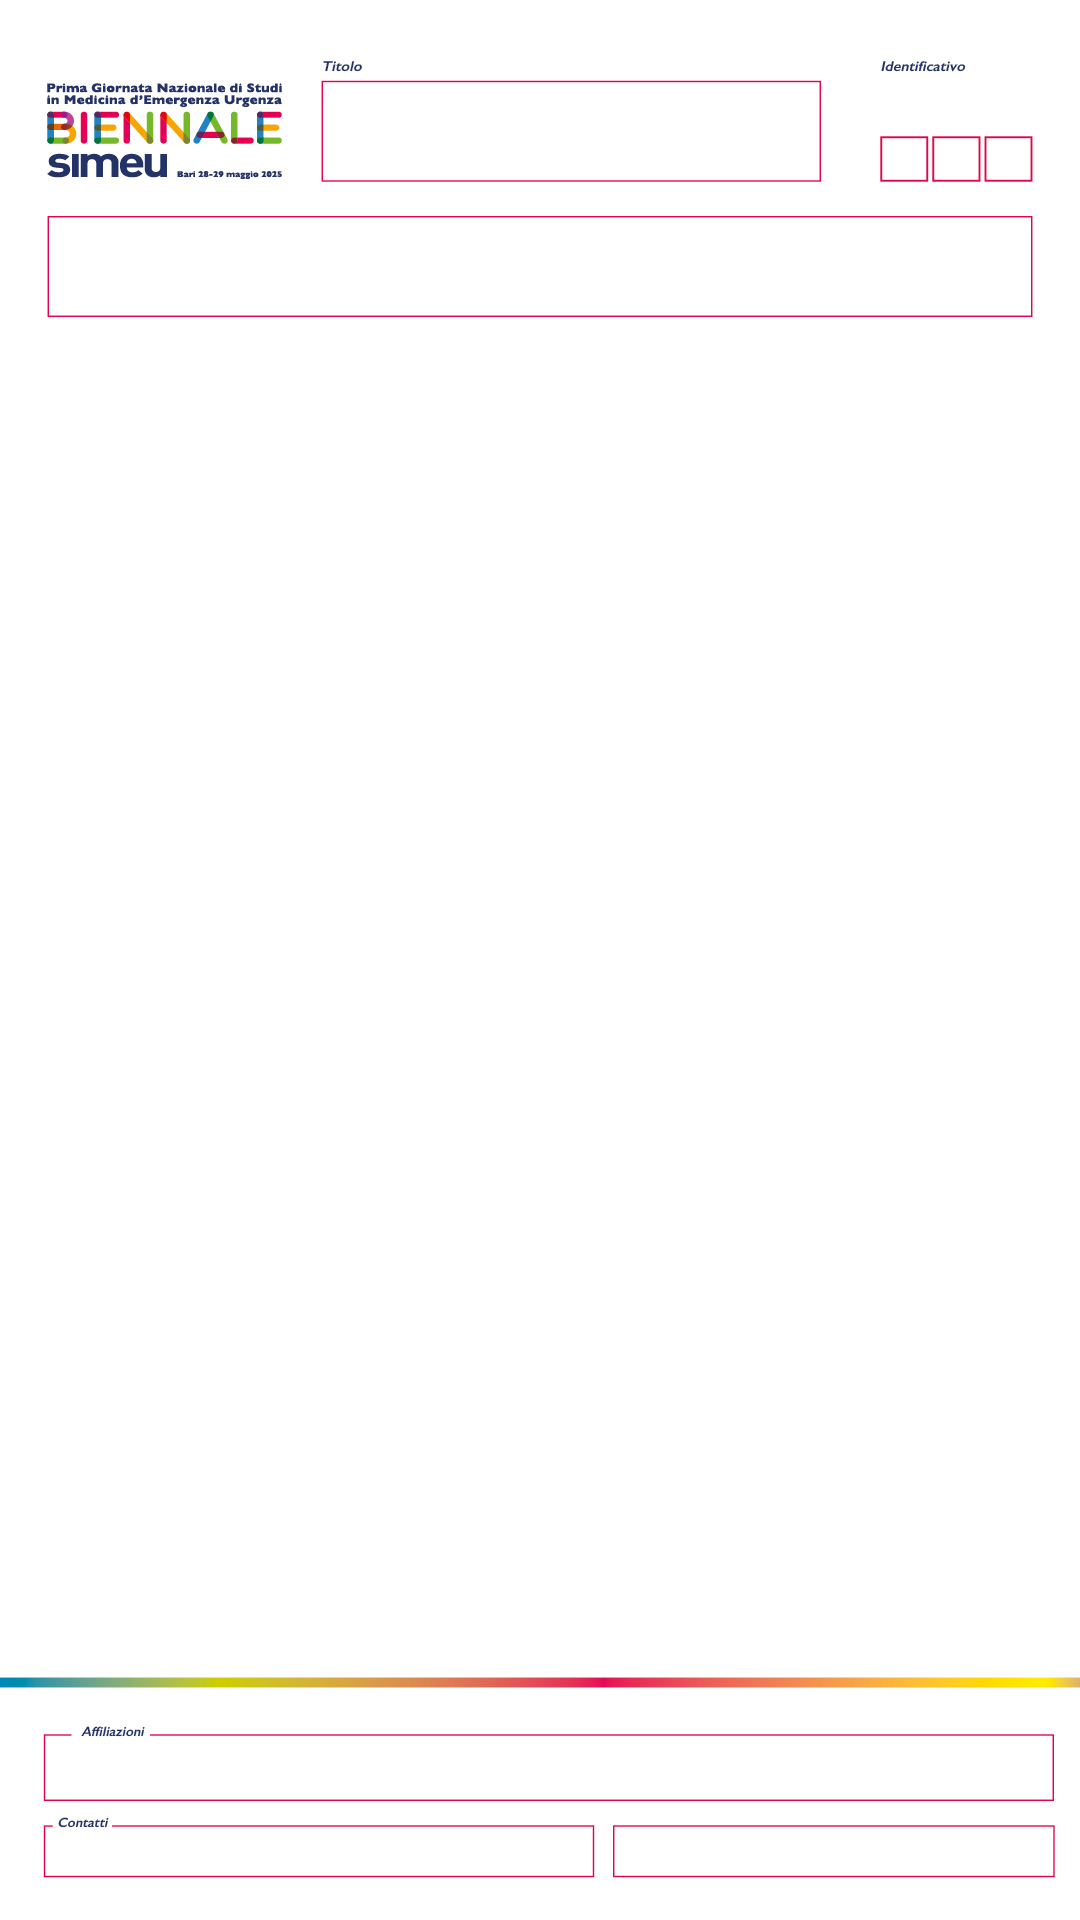 Titolo
Identificativo
Prima Giornata Nazionale di Studi
in Medicina d'Emergenza Urgenza
BIENNALE
simeu Bari 28-29 maggio 2025
Affiliazioni
Contatti